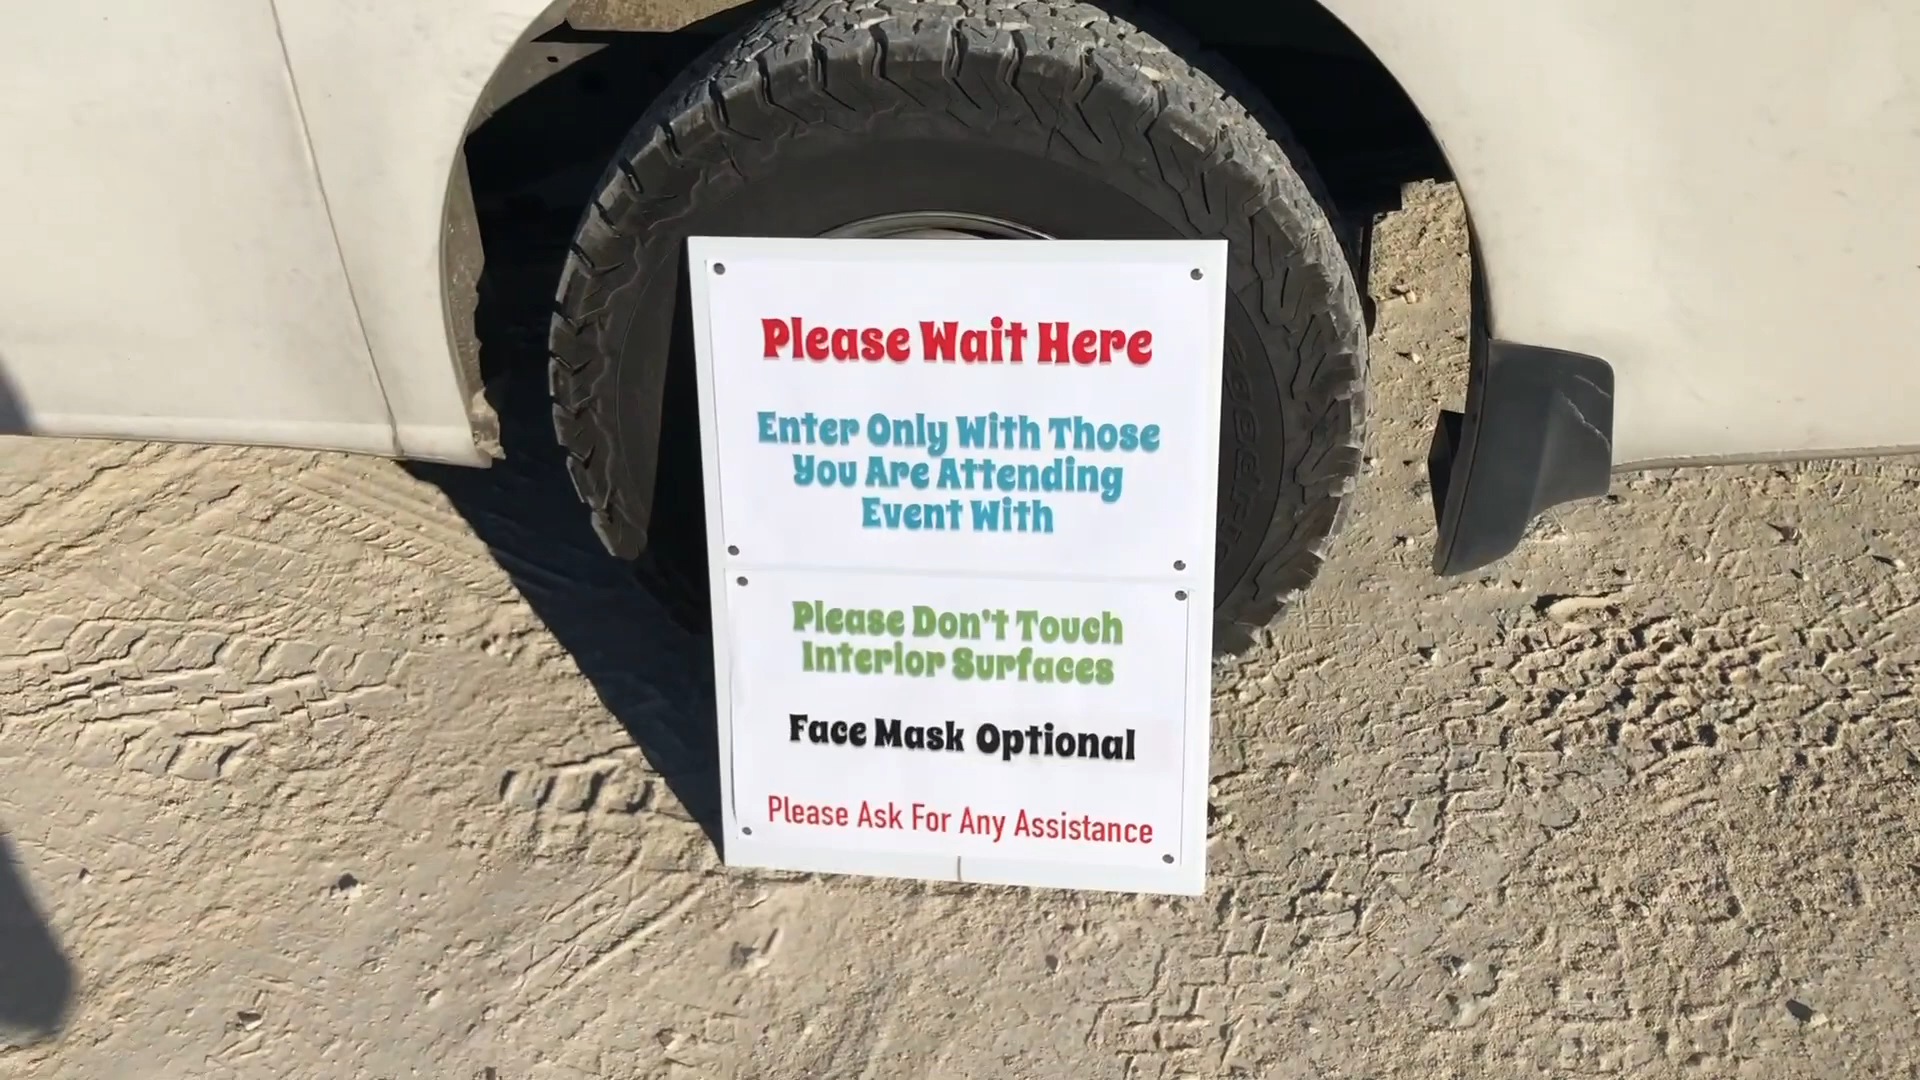 Please Wait Here
Enter Only With Those
You Are Attending
Event With
Please Don't Touch
Interior Surfaces
Face Mask Optional
Please Ask For Any Assistance